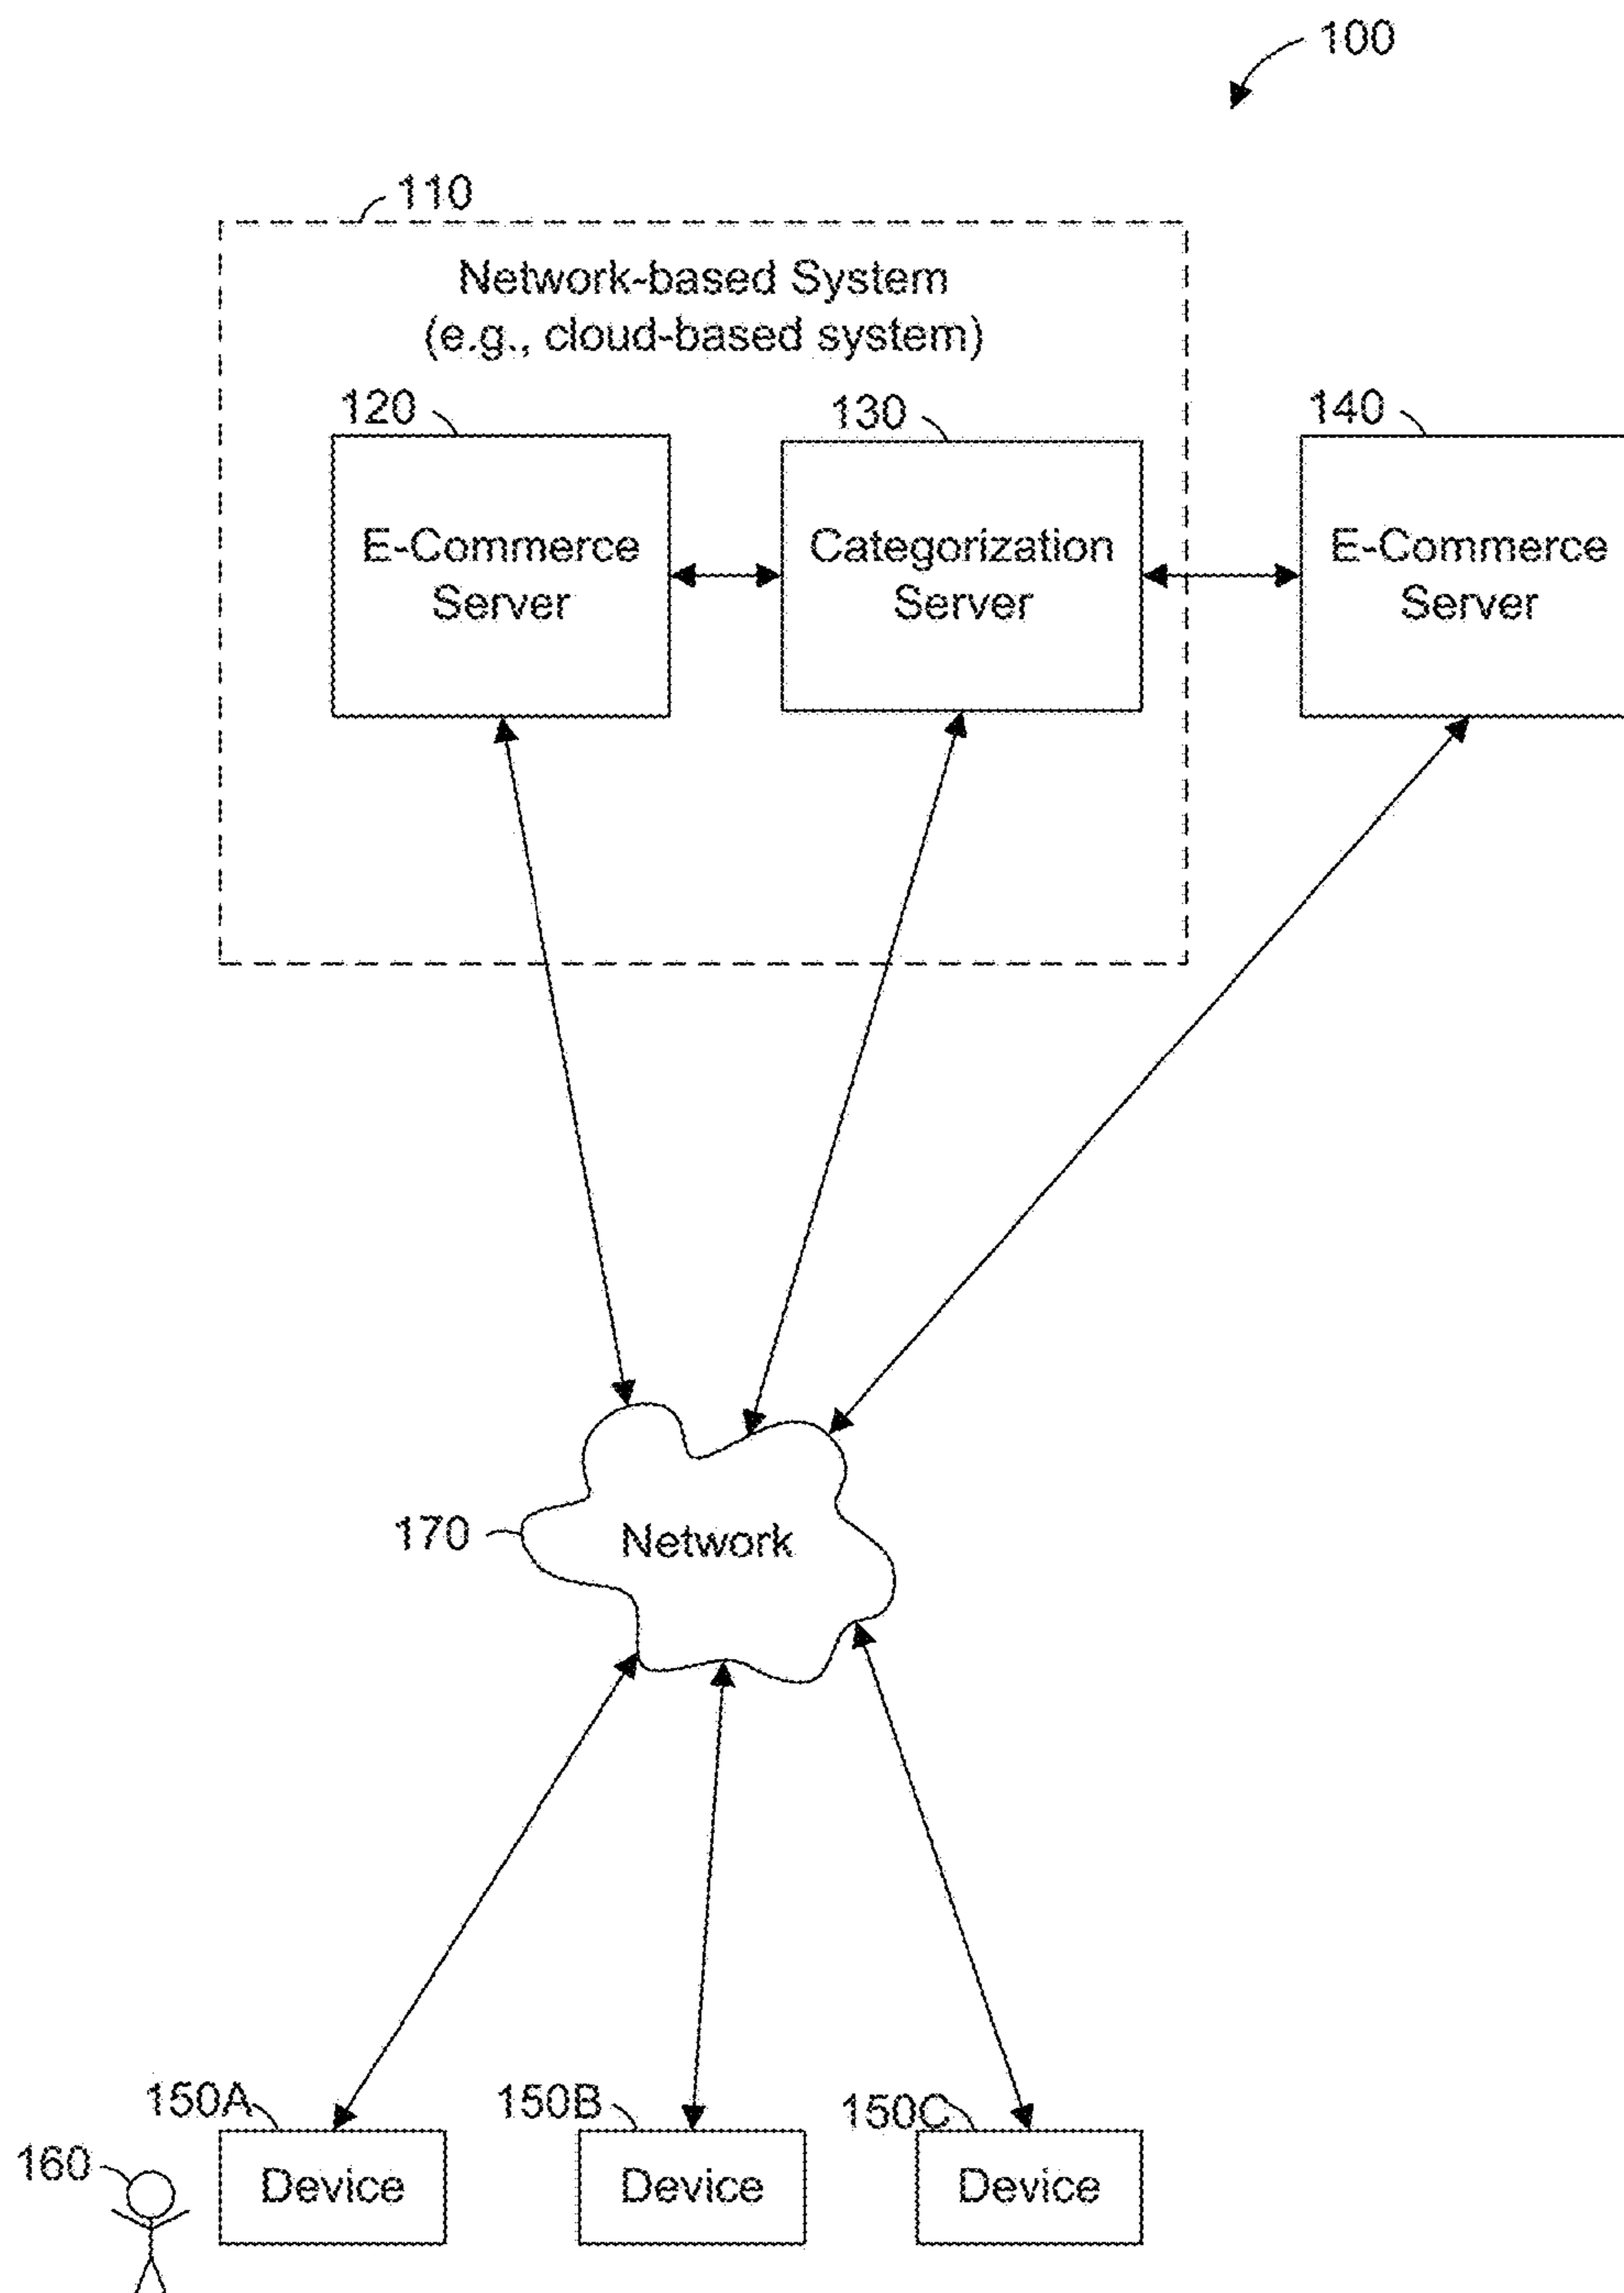 100
110
Network-based System
(e.g., cloud-based system)
120
130
140
E-Commerce
Server
Categorization
Server
E-Commerce
Server
170
Network
150A
150B
150C
160
Device
Device
Device